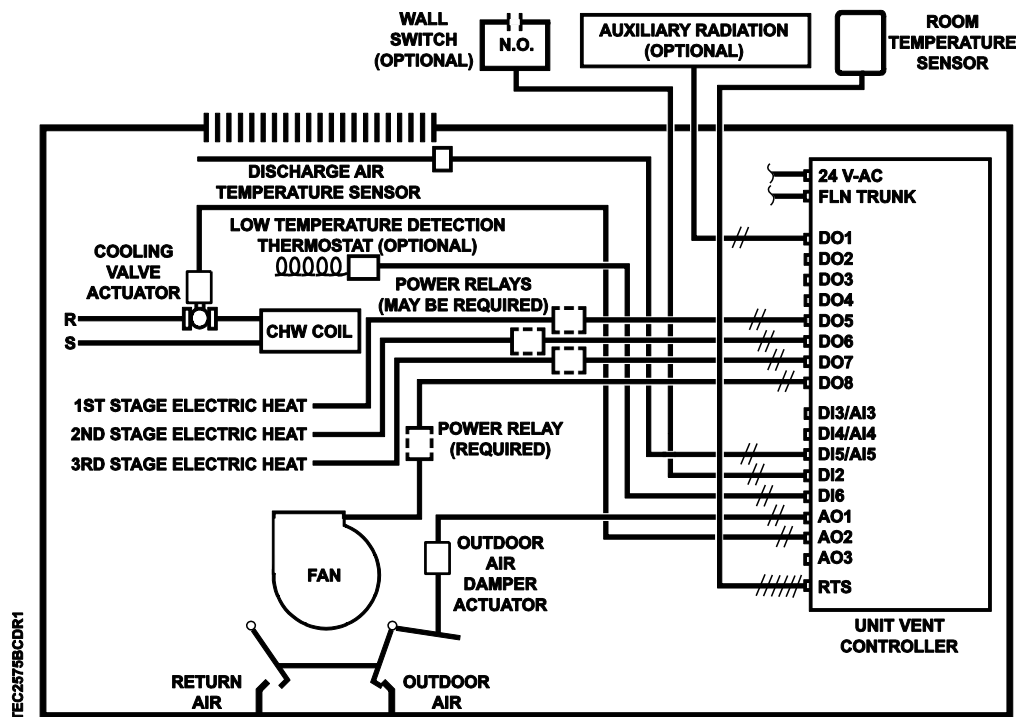 WALL
SWITCH
(OPTIONAL)
N.O.
AUXILIARY RADIATION
(OPTIONAL)
ROOM
TEMPERATURE
SENSOR
DISCHARGE AIR
TEMPERATURE SENSOR
LOW TEMPERATURE DETECTION
THERMOSTAT (OPTIONAL)
COOLING
VALVE
ACTUATOR
POWER RELAYS
(MAY BE REQUIRED)
R
S
CHW COIL
1ST STAGE ELECTRIC HEAT
2ND STAGE ELECTRIC HEAT
3RD STAGE ELECTRIC HEAT
POWER RELAY
(REQUIRED)
24 V-AC
FLN TRUNK
DO1
DO2
DO3
DO4
DO5
DO6
DO7
DO8
DI3/AI3
DI4/AI4
DI5/AI5
DI2
DI6
AO1
AO2
AO3
RTS
UNIT VENT
CONTROLLER
FAN
OUTDOOR
AIR
DAMPER
ACTUATOR
RETURN
AIR
OUTDOOR
AIR
TEC2575BCDR1